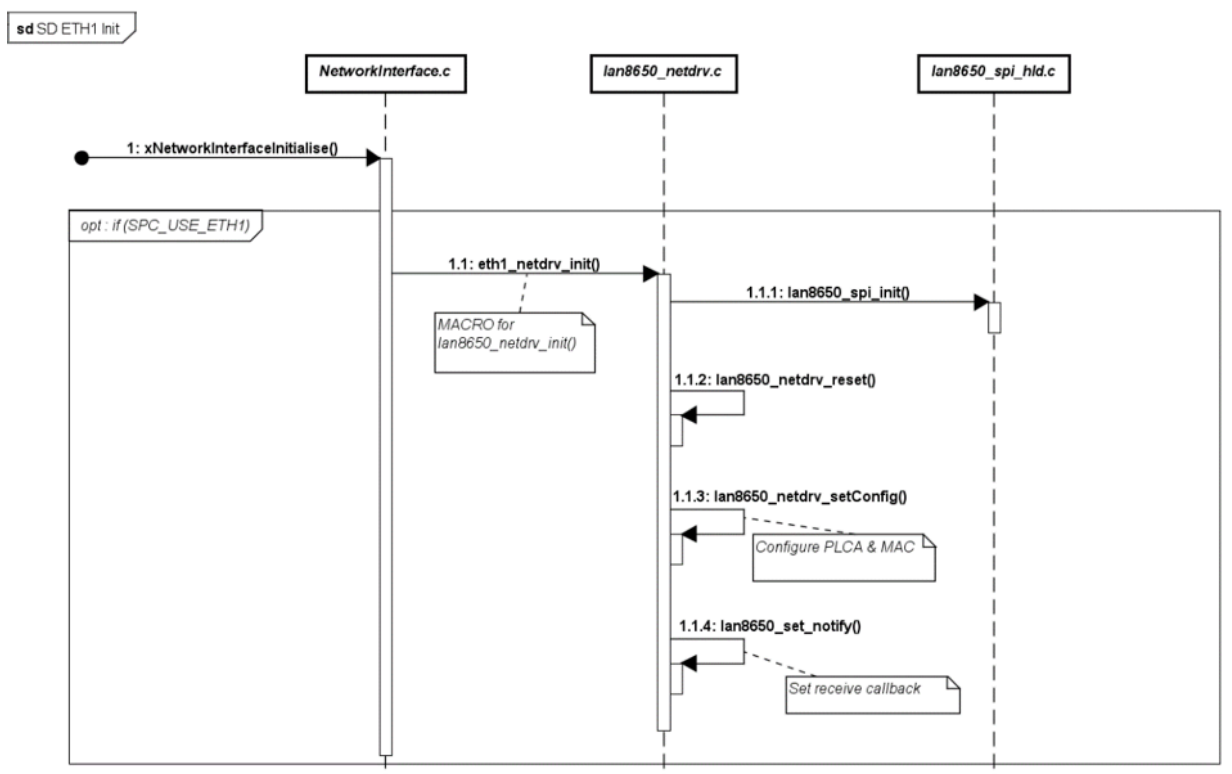 sd SD ETH1 Init
NetworkInterface.c
lan8650_netdrv.c
lan8650_spi_hld.c
1: xNetworkInterfaceInitialise()
opt : if (SPC_USE_ETH1)
1.1: eth1_netdrv_init()
1.1.1: lan8650_spi_init()
MACRO for
lan8650_netdrv_init()
1.1.2: lan8650_netdrv_reset()
1.1.3: lan8650_netdrv_setConfig()
Configure PLCA & MAC
1.1.4: lan8650_set_notify()
Set receive callback